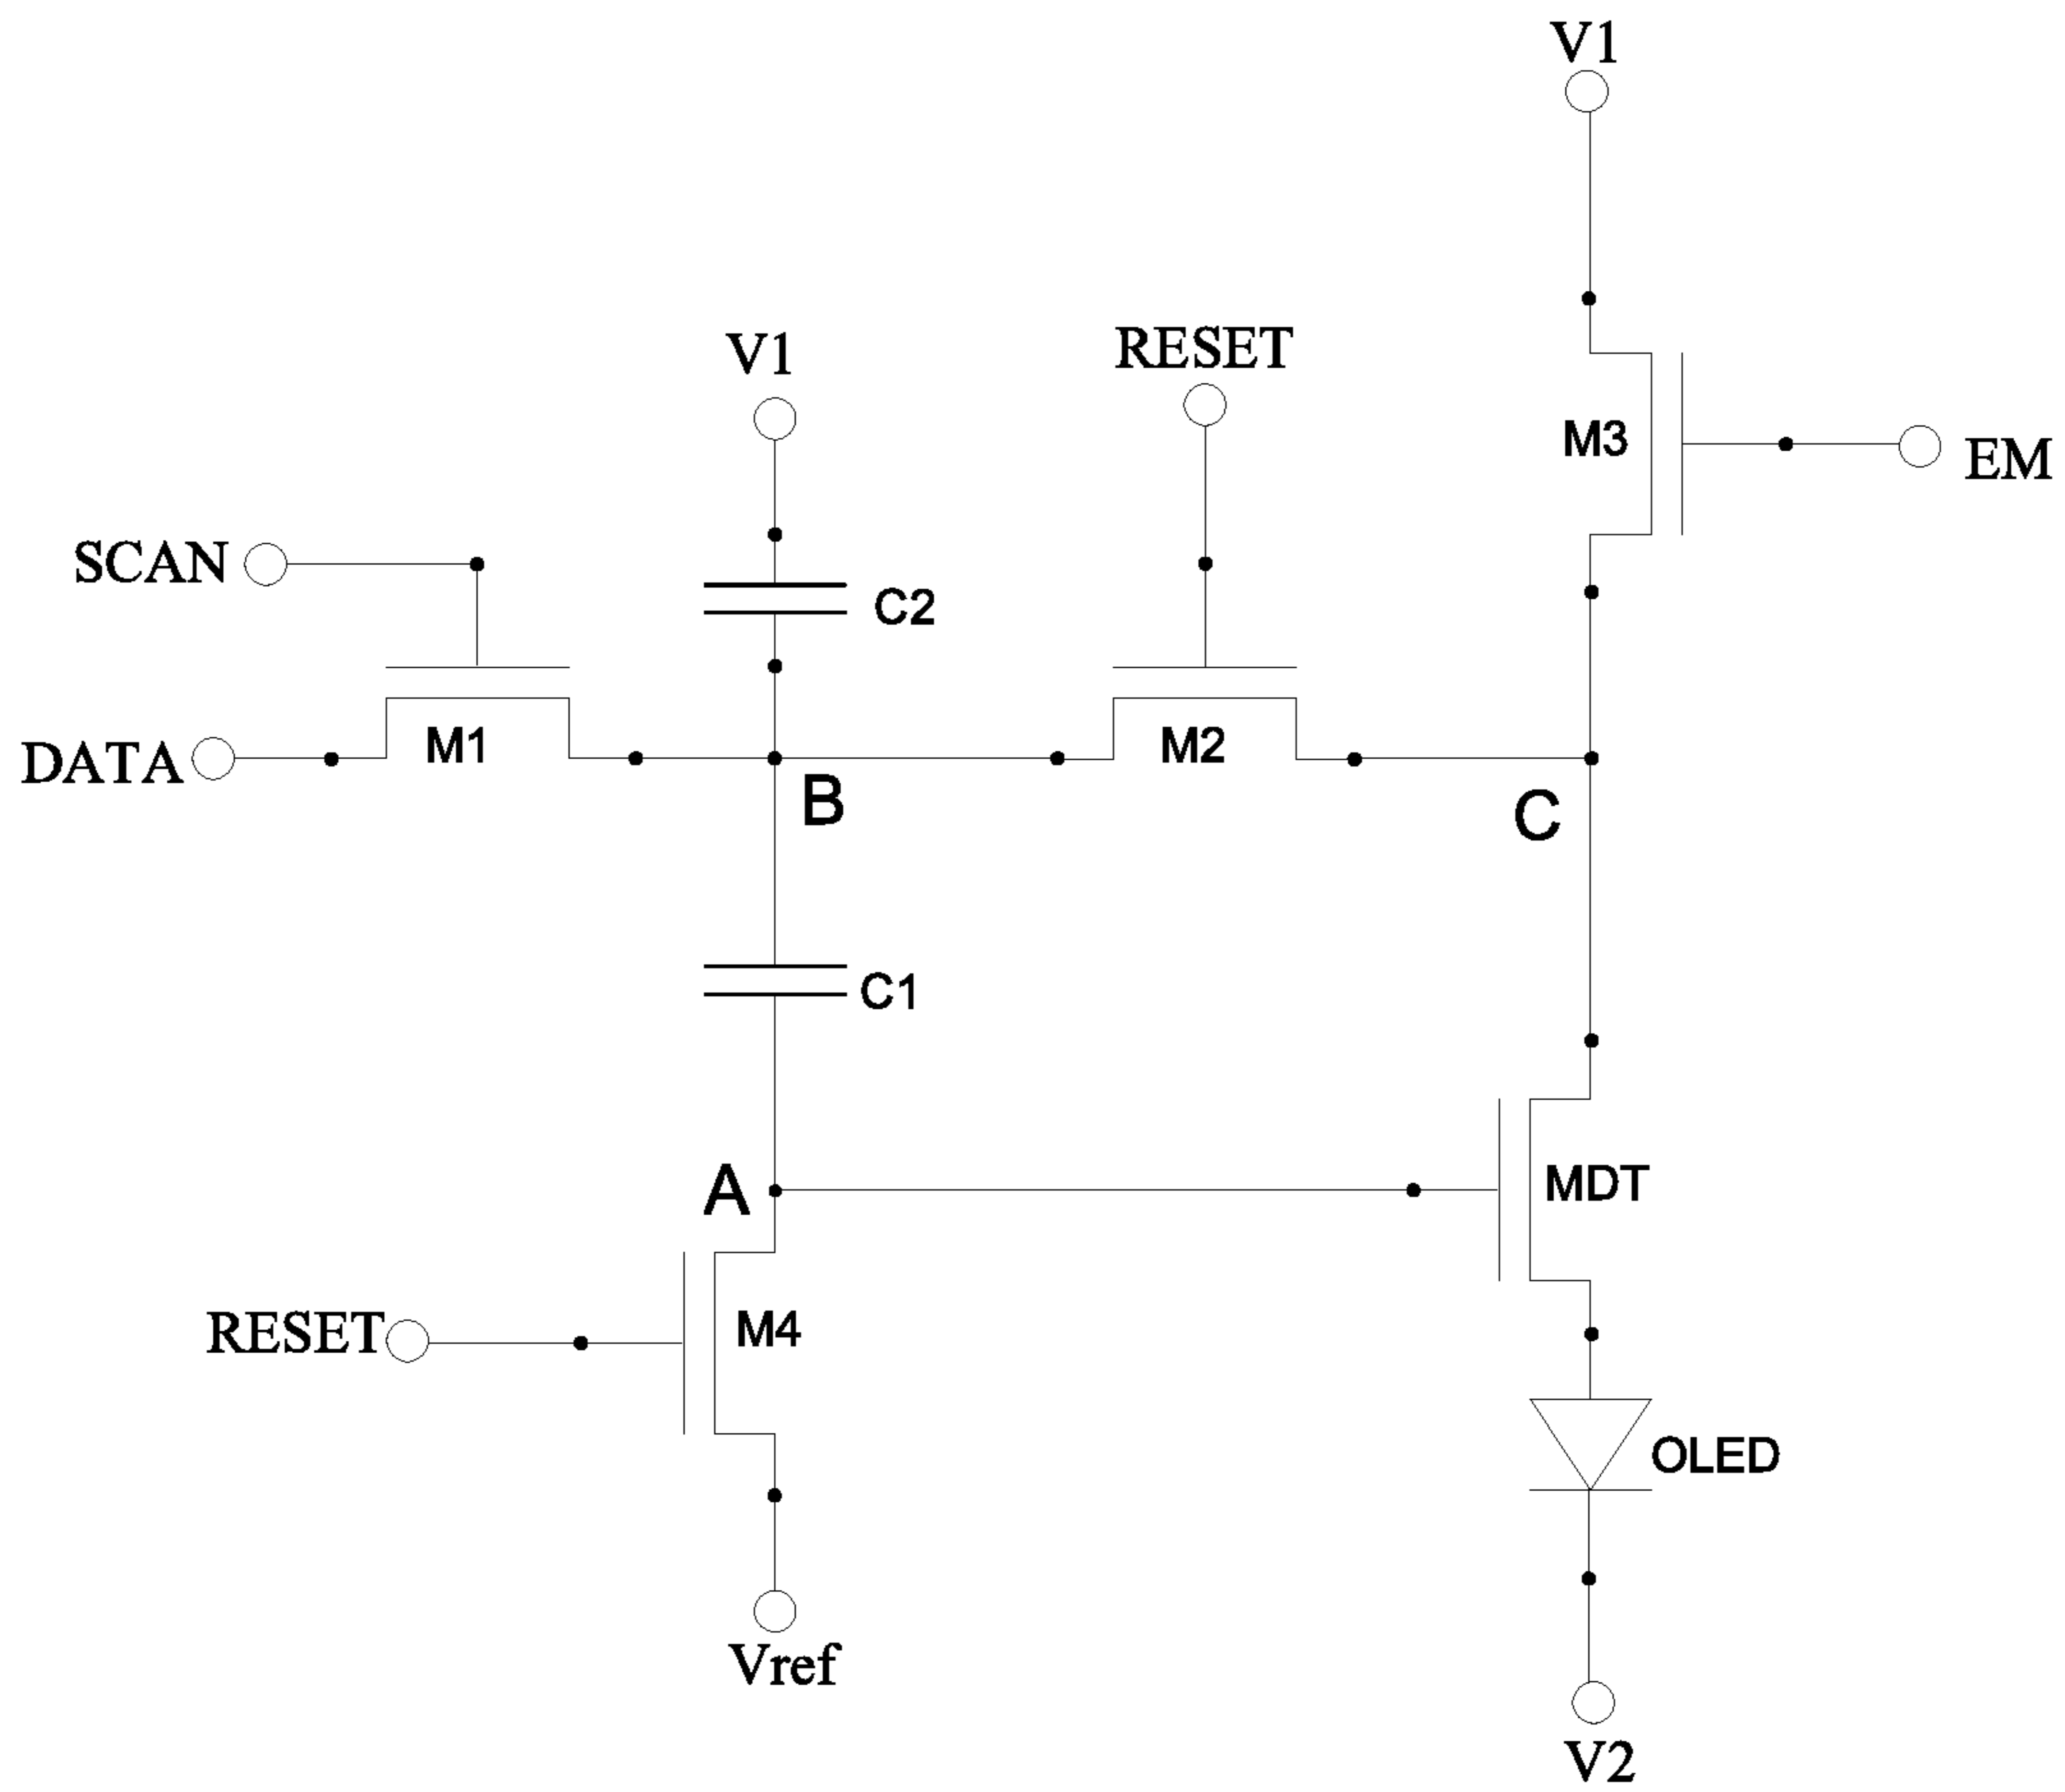 V1
V1
RESET
M3
EM
SCAN
C2
DATA
M1
M2
B
C
C1
A
MDT
RESET
M4
OLED
Vref
V2